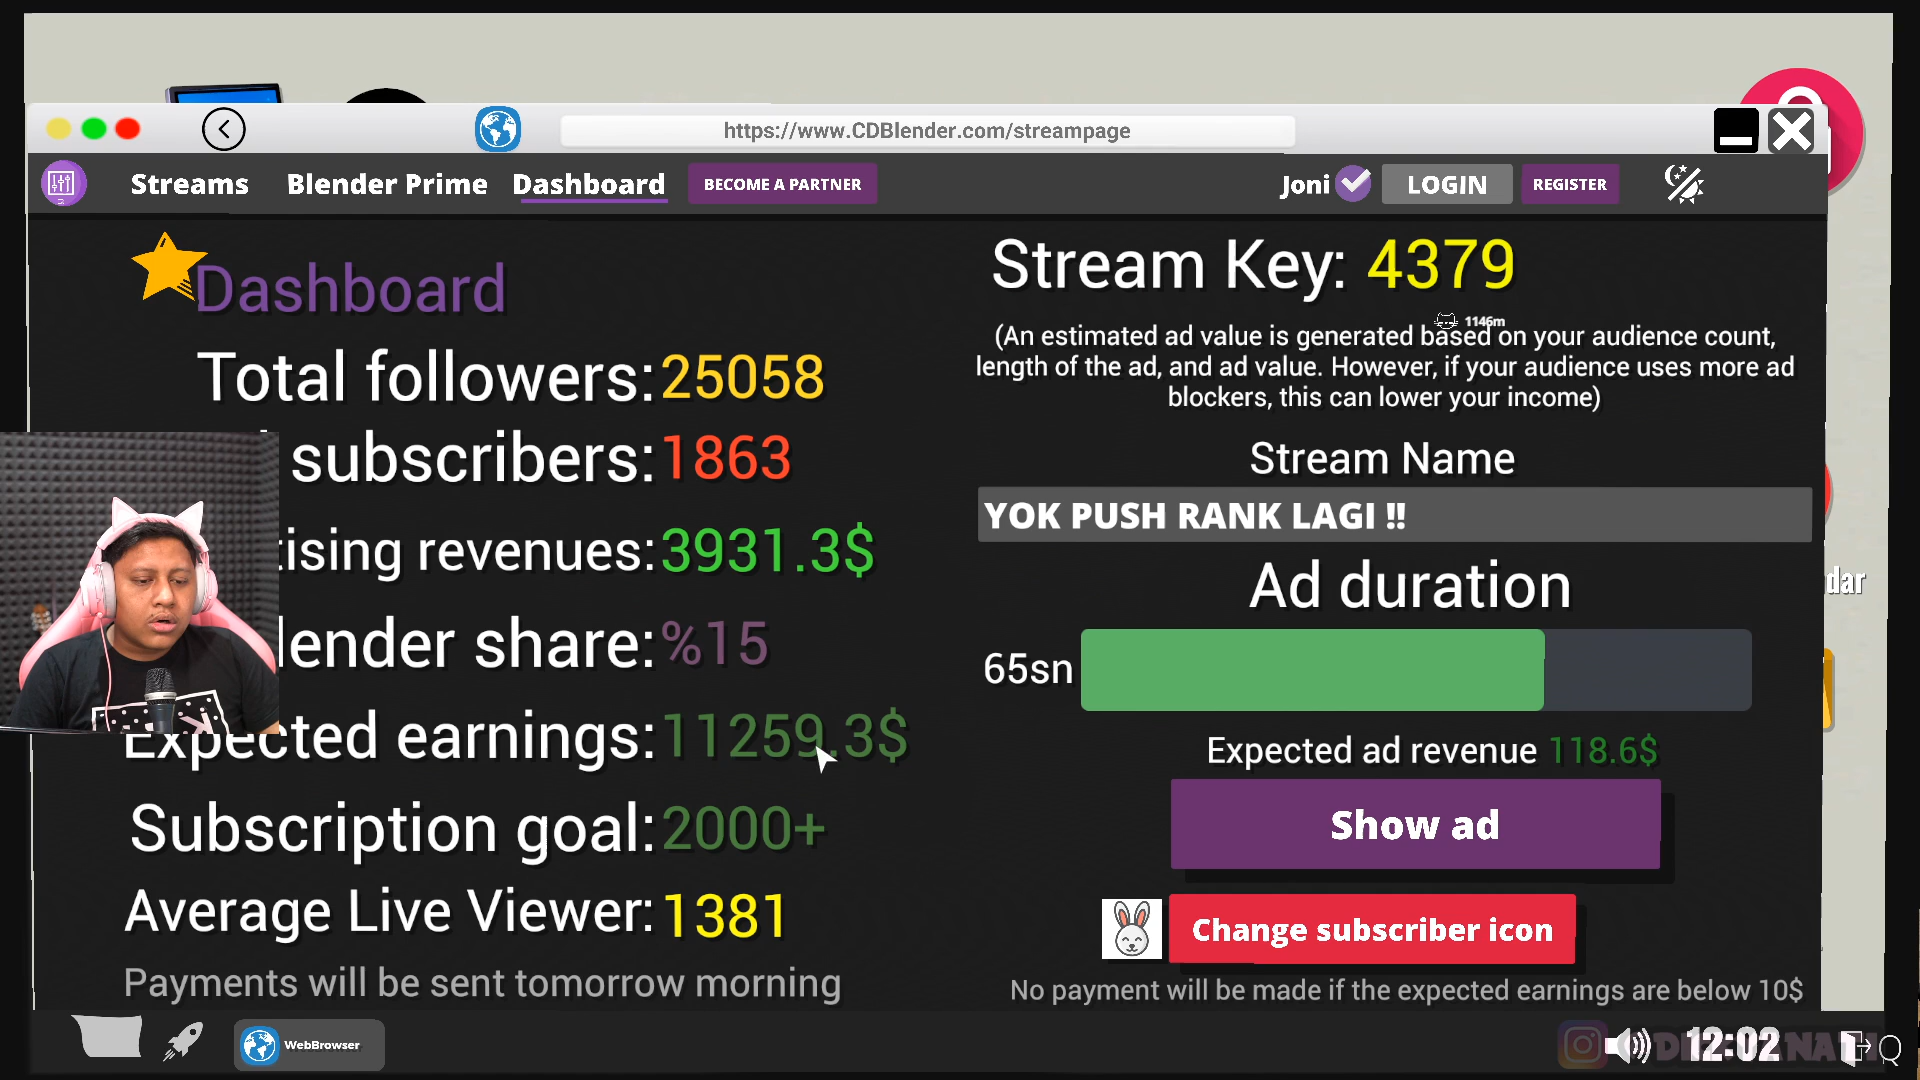 https://www.CDBlender.com/streampage
Streams Blender Prime Dashboard BECOME A PARTNER Joni LOGIN REGISTER
Dashboard
Total followers: 25058
subscribers: 1863
tising revenues: 3931.3$
lender share: %15
Expected earnings: 11259.3$
Subscription goal: 2000+
Average Live Viewer: 1381
Payments will be sent tomorrow morning
Stream Key: 4379
1146m
(An estimated ad value is generated based on your audience count,
length of the ad, and ad value. However, if your audience uses more ad
blockers, this can lower your income)
Stream Name
YOK PUSH RANK LAGI !!
Ad duration
65sn
Expected ad revenue 118.6$
Show ad
Change subscriber icon
No payment will be made if the expected earnings are below 10$
dar
WebBrowser
12:02
Q